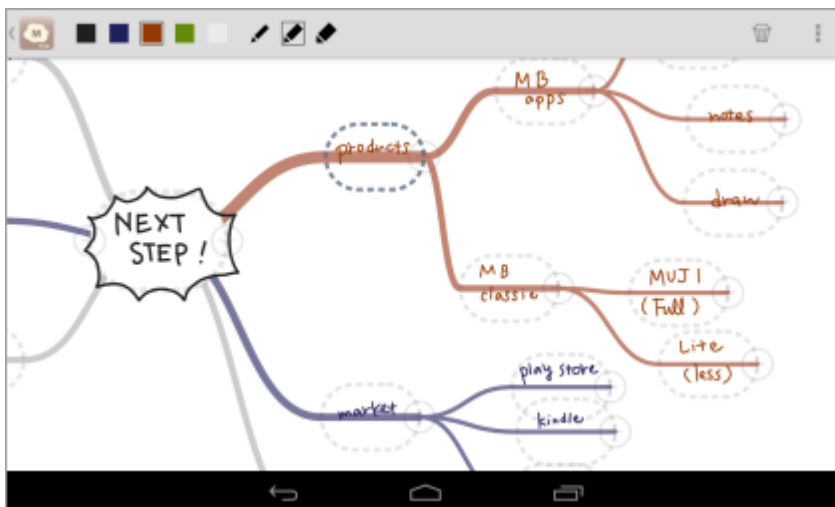 M
NEXT
STEP!
products
MB
apps
notes
draw
MB
classic
MUJI
(Full)
Lite
(less)
market
play store
kindle